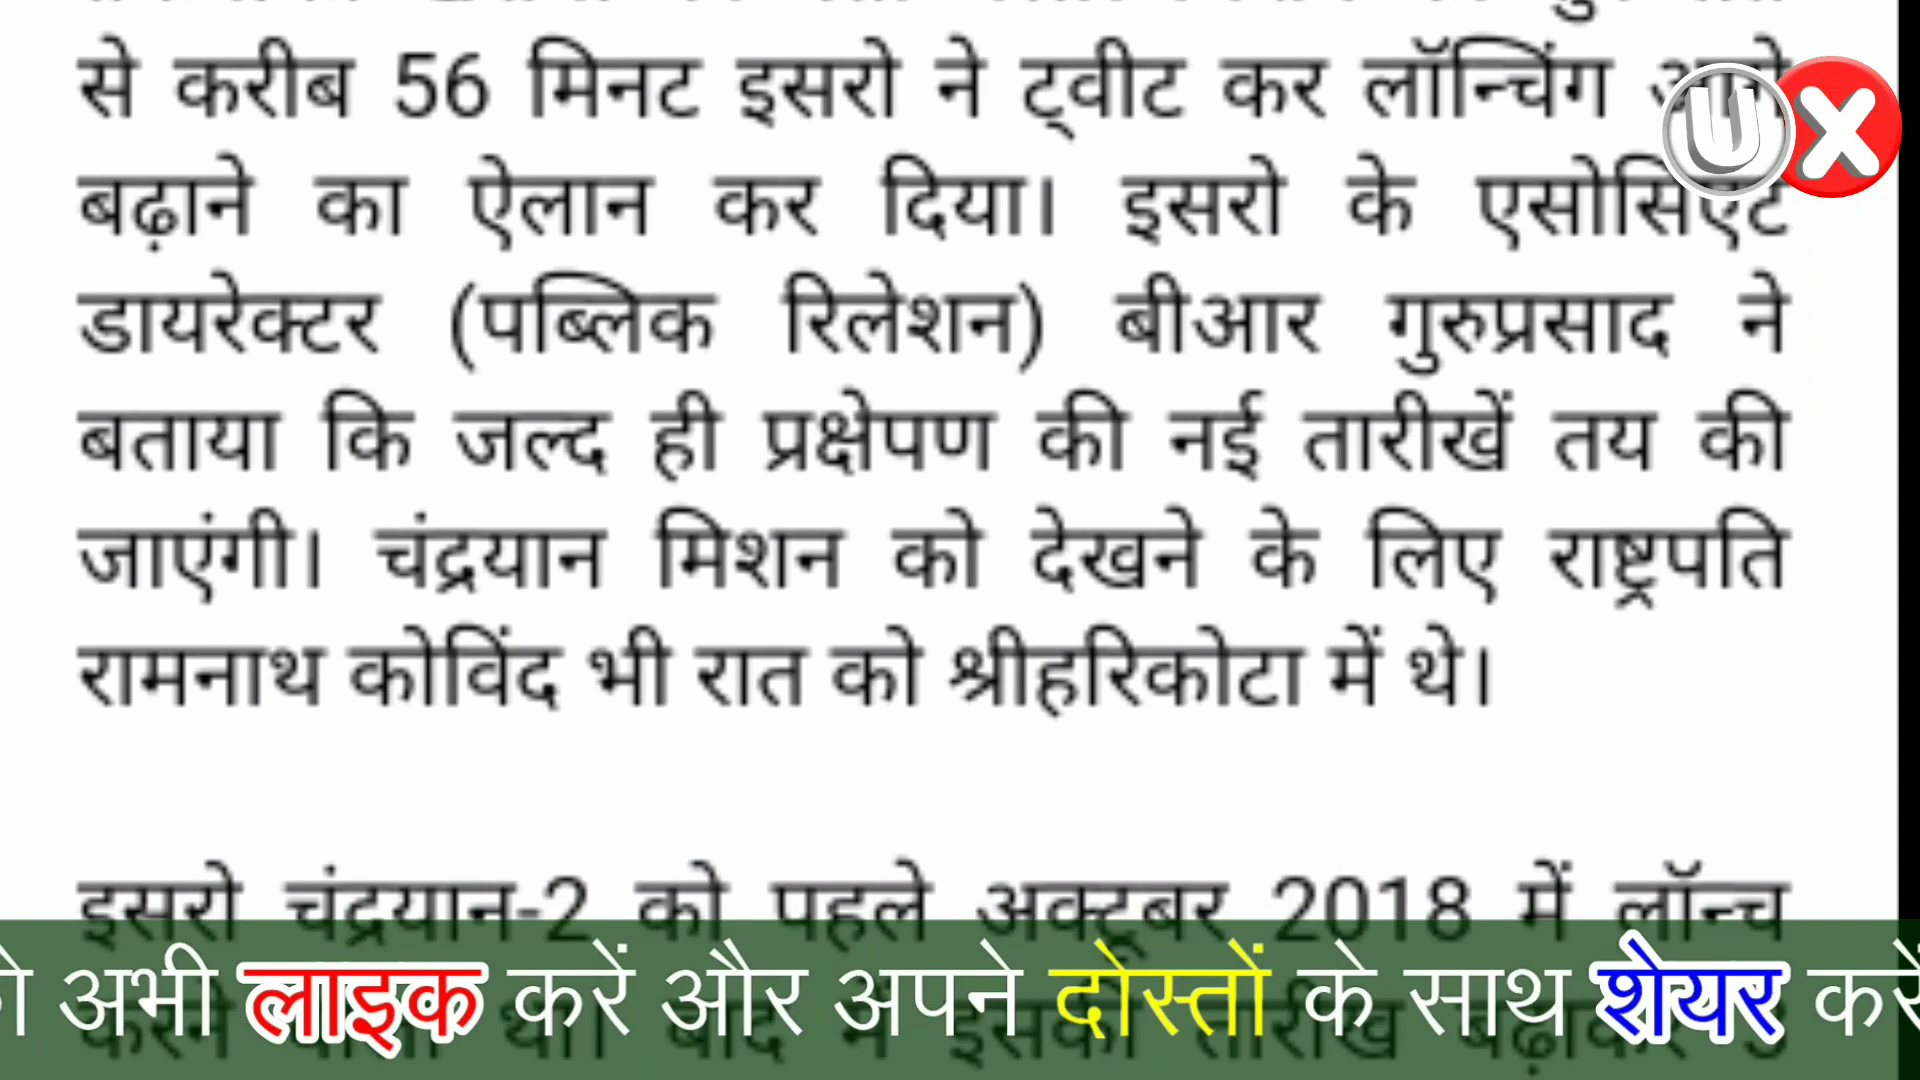 से करीब 56 मिनट इसरो ने ट्वीट कर लॉन्चिंग
बढ़ाने का ऐलान कर दिया। इसरो के एसोसिएट
डायरेक्टर (पब्लिक रिलेशन) बीआर गुरुप्रसाद ने
बताया कि जल्द ही प्रक्षेपण की नई तारीखें तय की
जाएंगी। चंद्रयान मिशन को देखने के लिए राष्ट्रपति
रामनाथ कोविंद भी रात को श्रीहरिकोटा में थे।
इसरो चंद्रयान-2 को पहले अक्टूबर 2018 में लॉन्च
अभी लाइक करें और अपने दोस्तों के साथ शेयर करें
UX